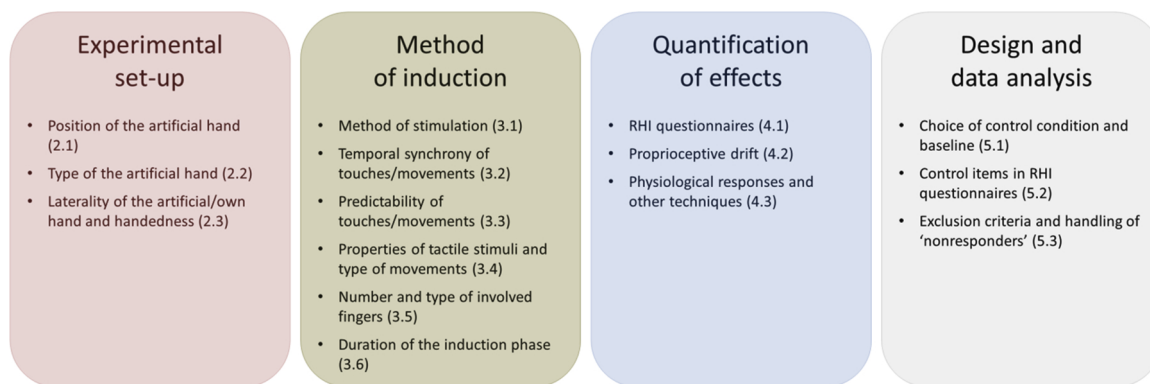 Experimental
set-up
• Position of the artificial hand
(2.1)
• Type of the artificial hand (2.2)
• Laterality of the artificial/own
hand and handedness (2.3)
Method
of induction
• Method of stimulation (3.1)
• Temporal synchrony of
touches/movements (3.2)
• Predictability of
touches/movements (3.3)
• Properties of tactile stimuli and
type of movements (3.4)
• Number and type of involved
fingers (3.5)
• Duration of the induction phase
(3.6)
Quantification
of effects
• RHI questionnaires (4.1)
• Proprioceptive drift (4.2)
• Physiological responses and
other techniques (4.3)
Design and
data analysis
• Choice of control condition and
baseline (5.1)
• Control items in RHI
questionnaires (5.2)
• Exclusion criteria and handling of
‘nonresponders’ (5.3)